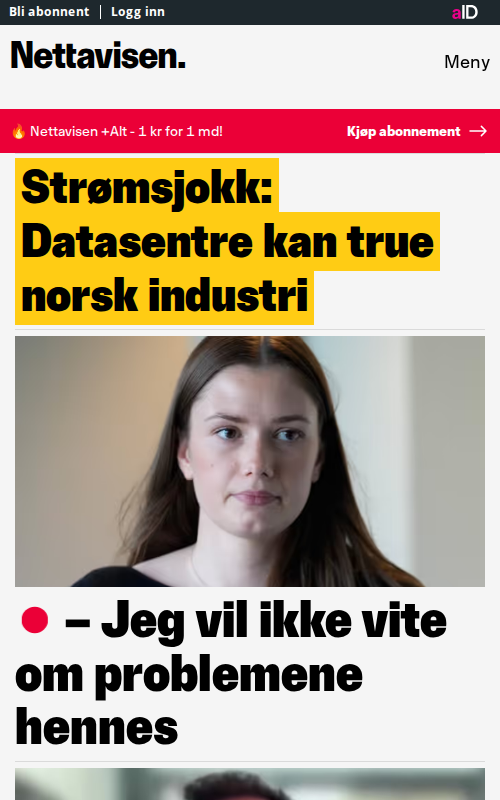 Bli abonnent | Logg inn
aID
Nettavisen.
Meny
🔥 Nettavisen +Alt - 1 kr for 1 md!
Kjøp abonnement →
Strømsjokk:
Datasentre kan true
norsk industri
– Jeg vil ikke vite
om problemene
hennes